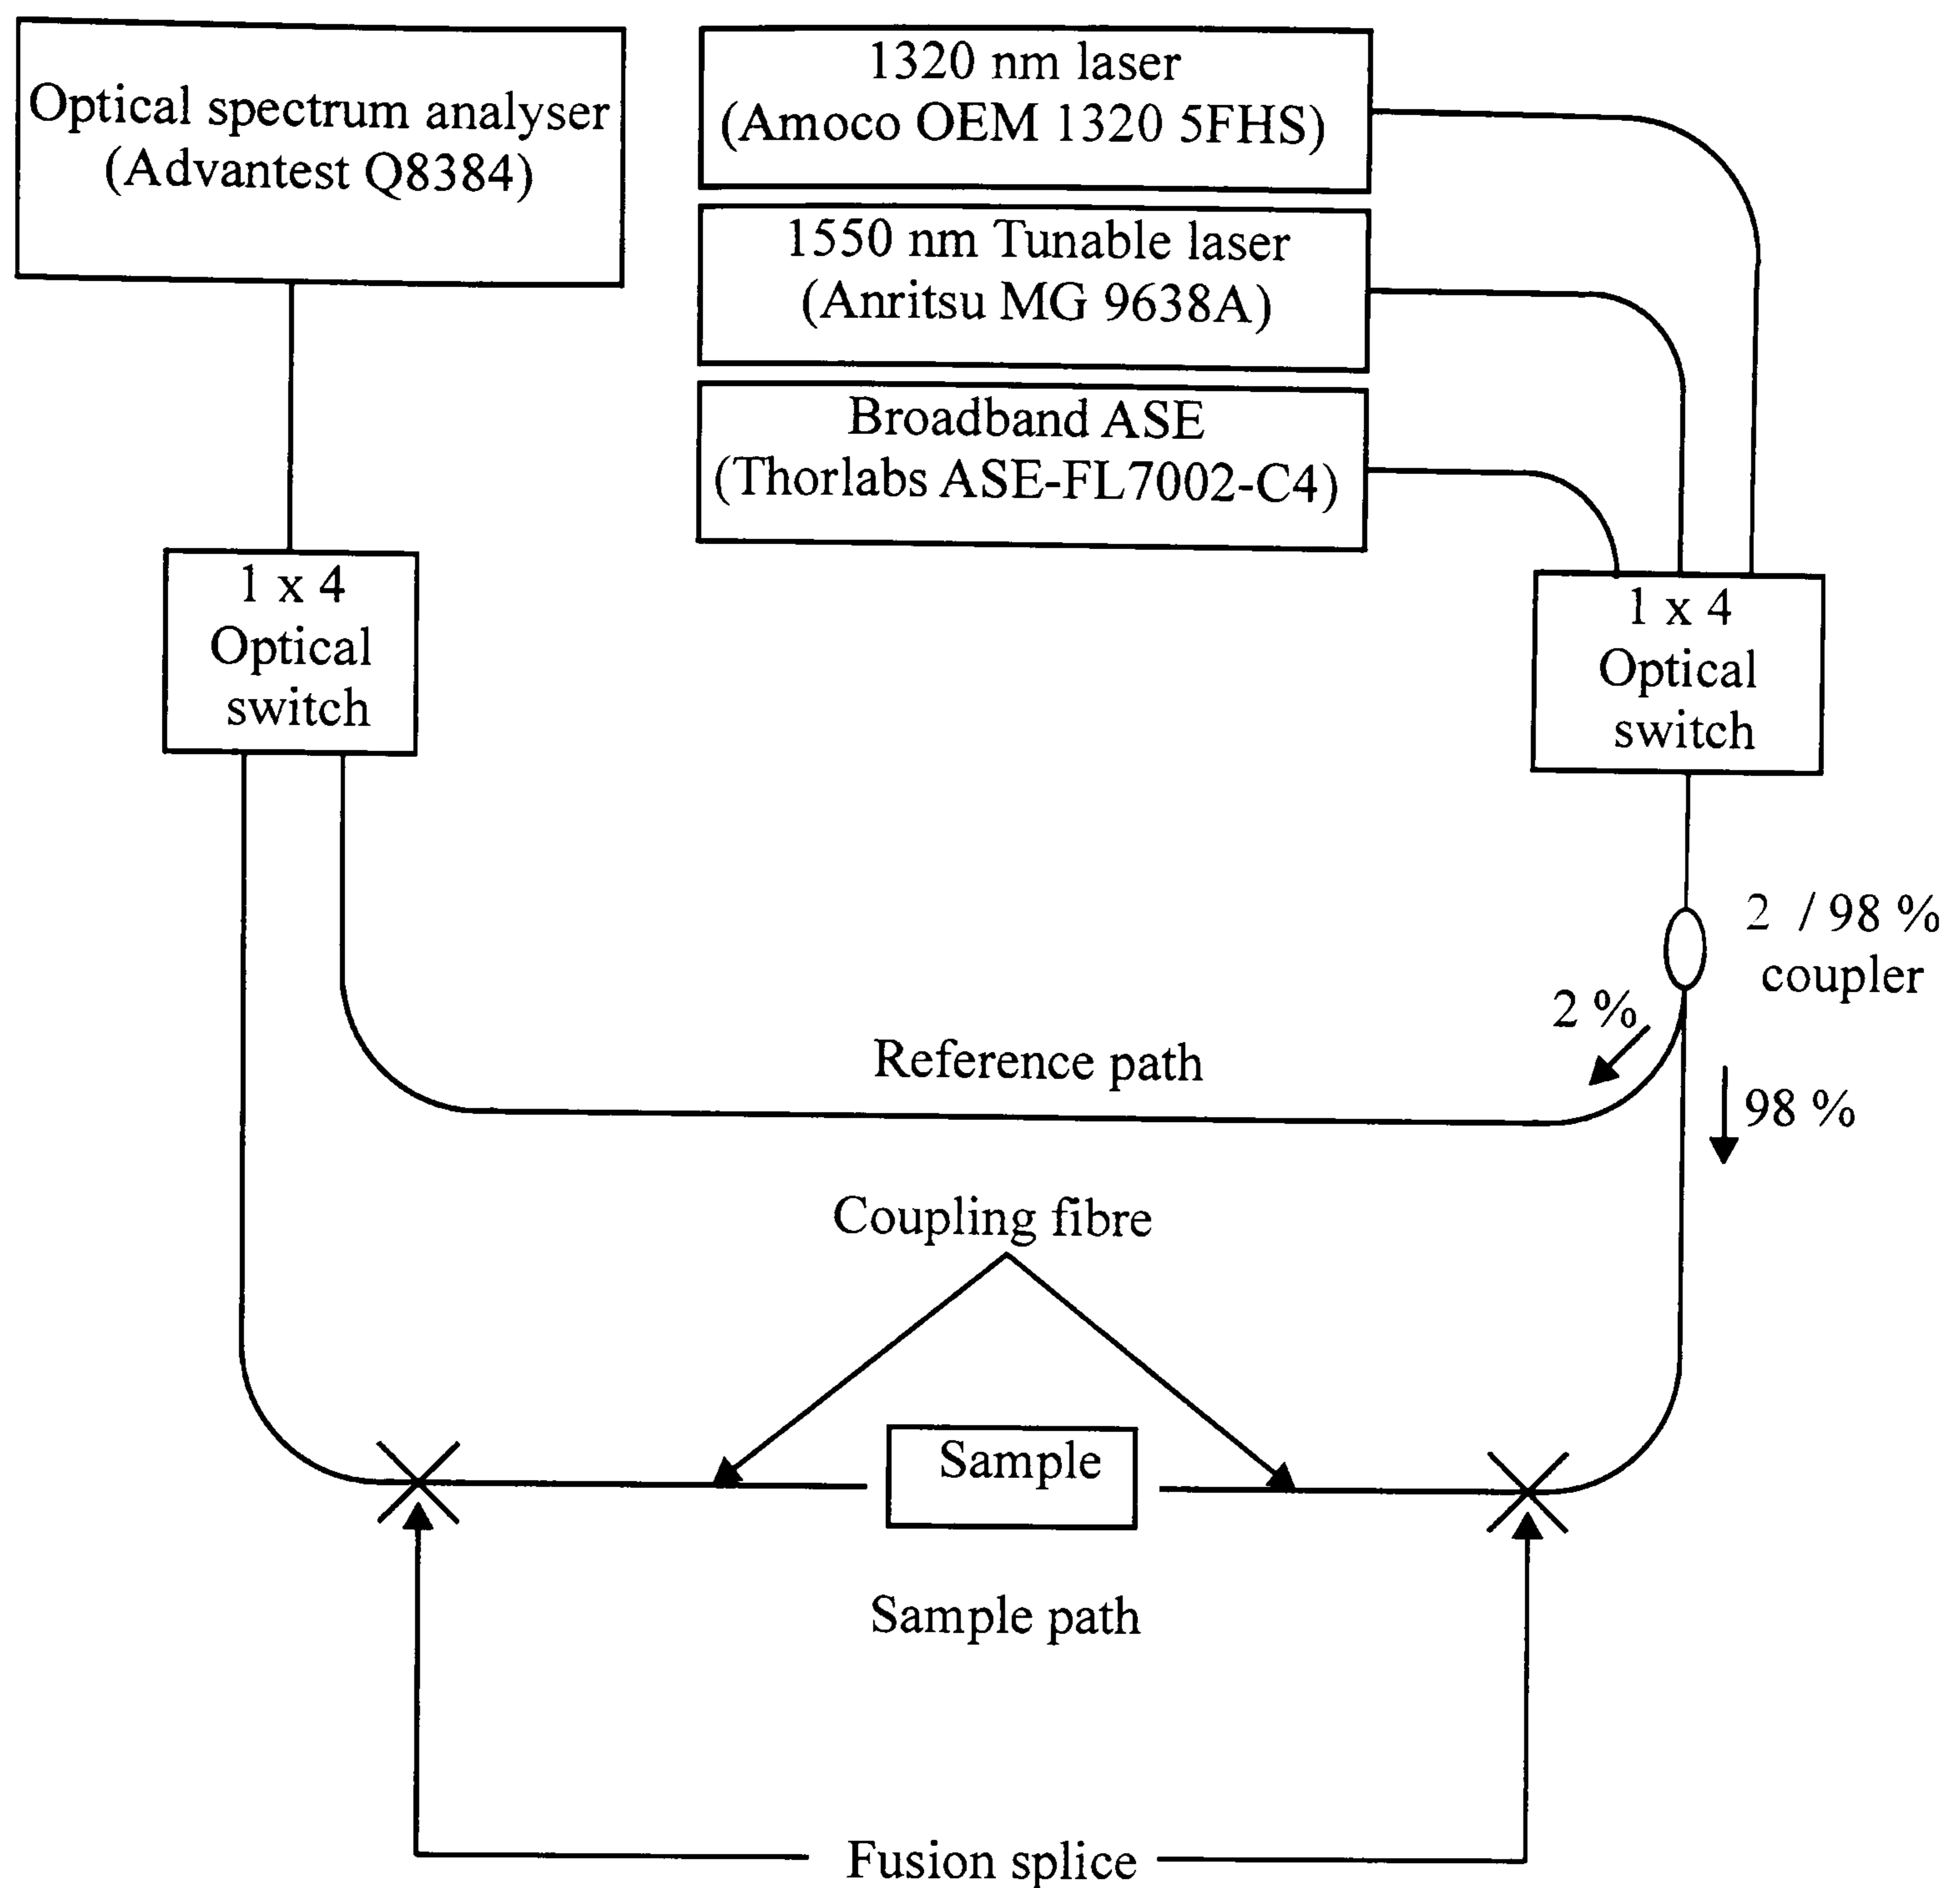 Optical spectrum analyser
(Advantest Q8384)
1320 nm laser
(Amoco OEM 1320 5FHS)
1550 nm Tunable laser
(Anritsu MG 9638A)
Broadband ASE
(Thorlabs ASE-FL7002-C4)
1 x 4
Optical
switch
1 x 4
Optical
switch
2 / 98 %
coupler
2 %
98 %
Reference path
Coupling fibre
Sample
Sample path
Fusion splice